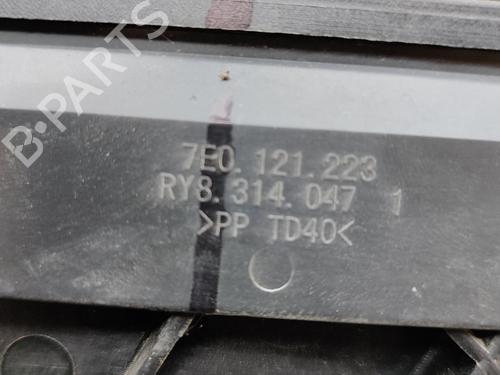 7E0.121.223
RY8.314.047 1
>PP TD40<
B-PARTS